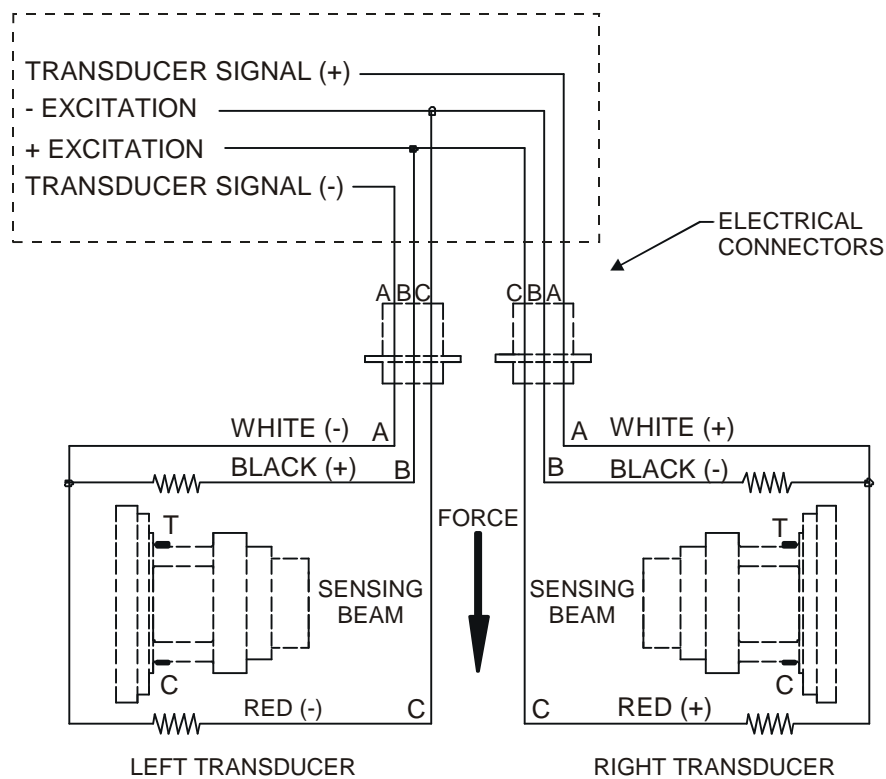 TRANSDUCER SIGNAL (+)
- EXCITATION
+ EXCITATION
TRANSDUCER SIGNAL (-)
ELECTRICAL
CONNECTORS
A B C
C B A
WHITE (-) A
A WHITE (+)
BLACK (+) B
B BLACK (-)
T
FORCE
T
SENSING
BEAM
SENSING
BEAM
C
C
RED (-) C
C RED (+)
LEFT TRANSDUCER
RIGHT TRANSDUCER